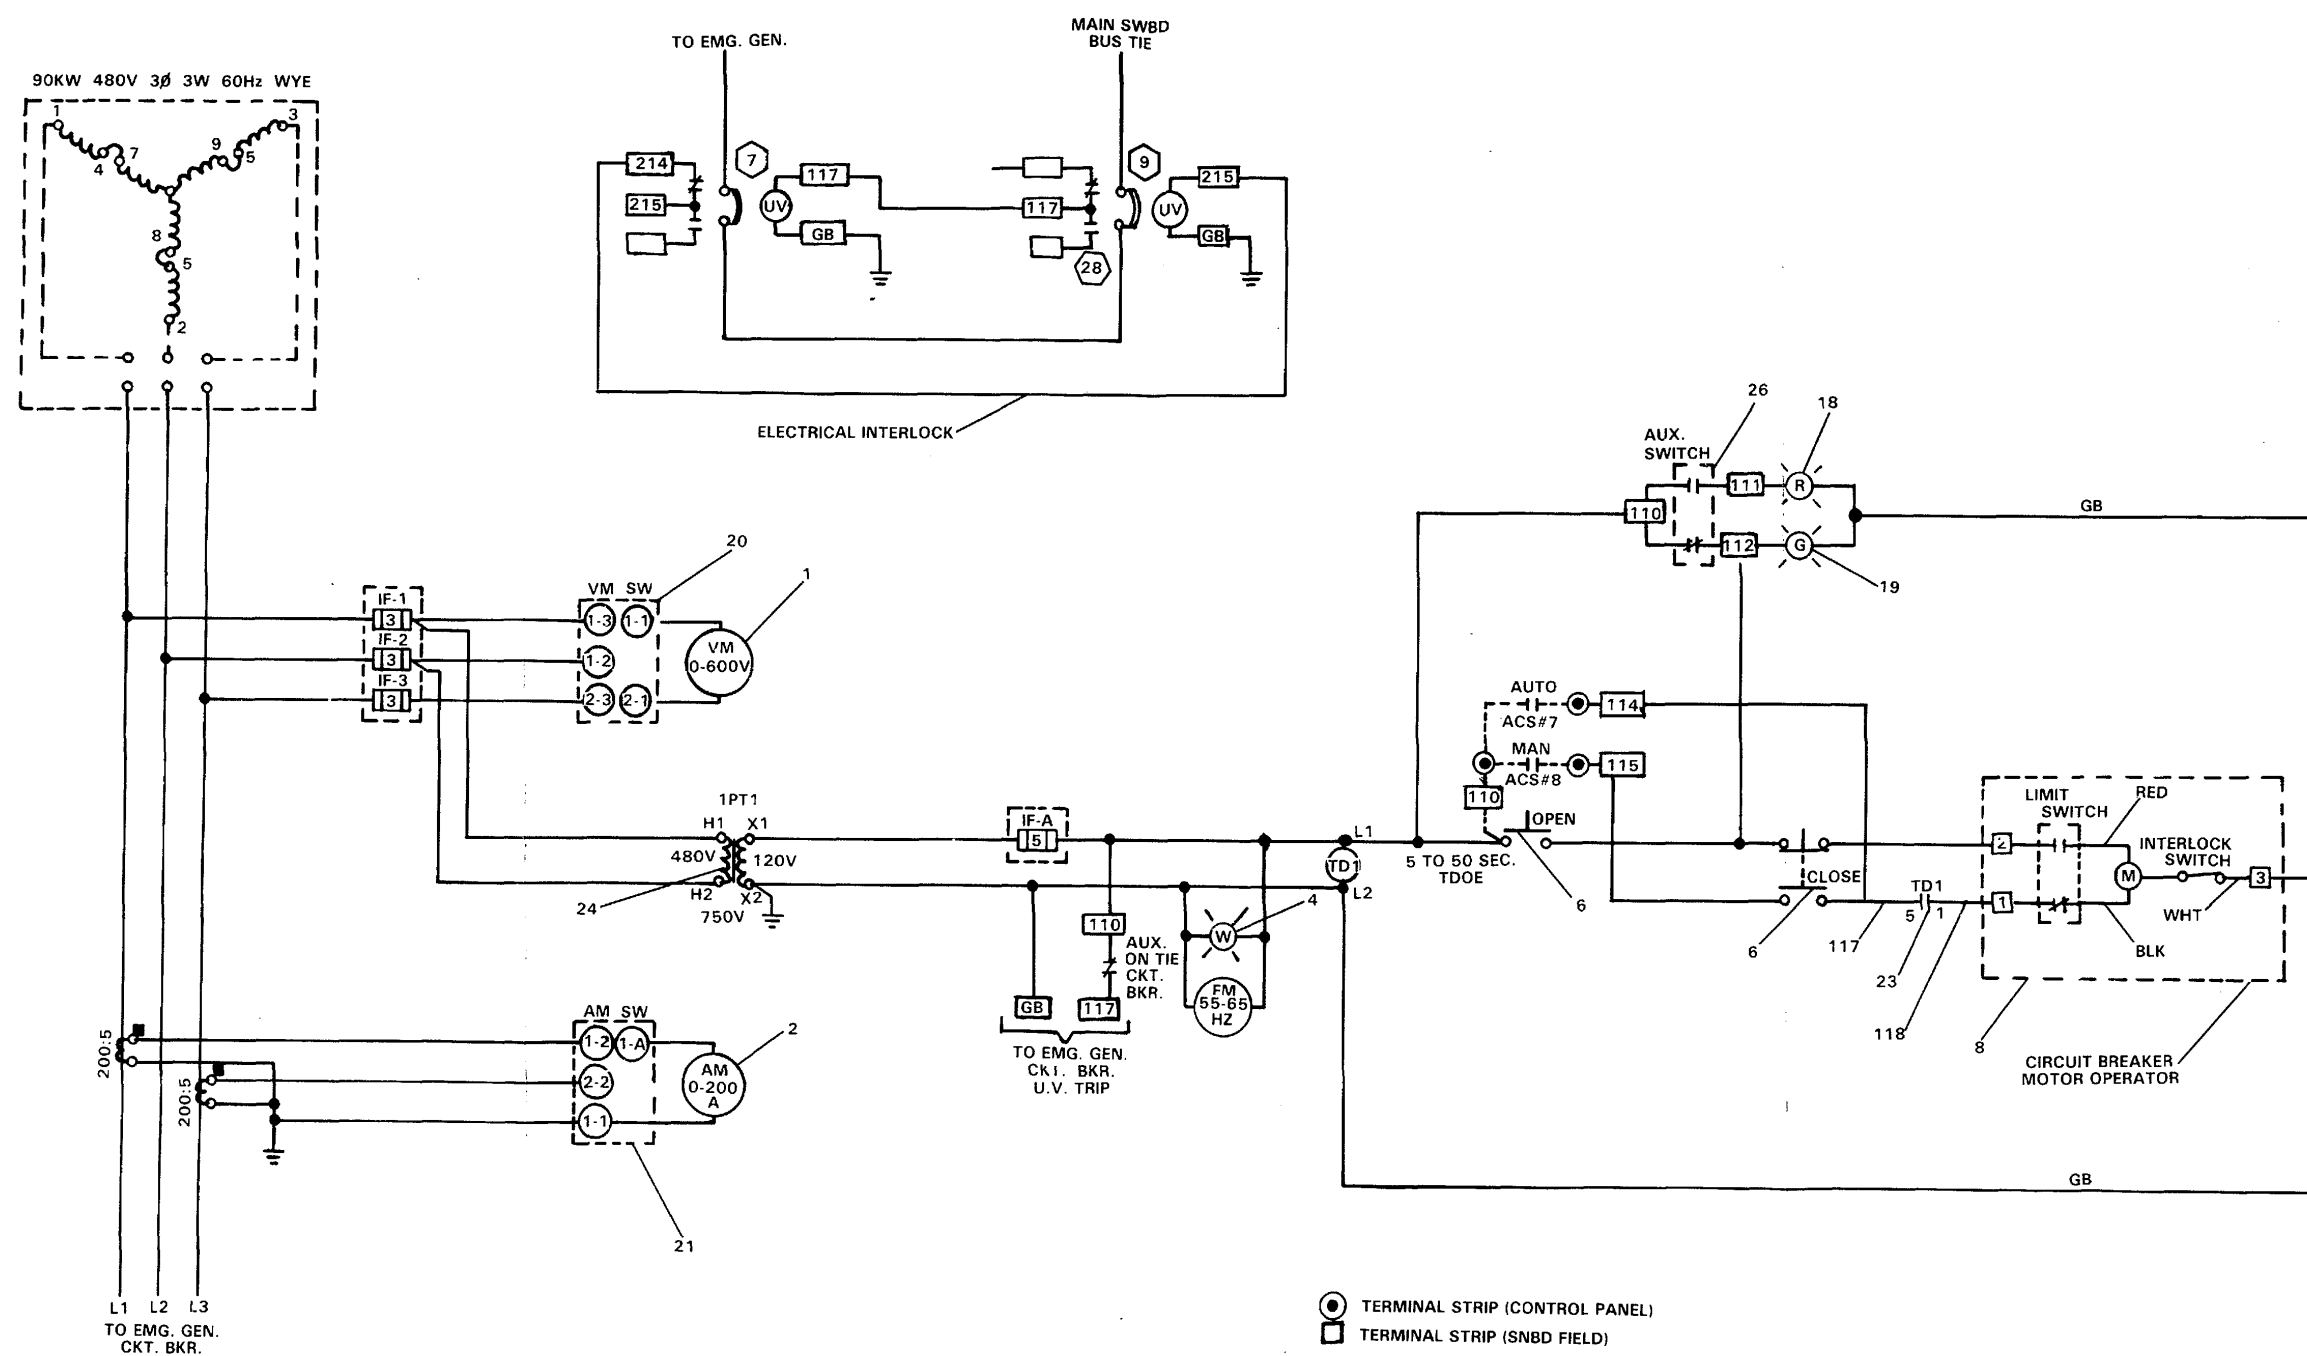 TO EMG. GEN.
MAIN SWBD
BUS TIE
90KW 480V 3Ø 3W 60Hz WYE
1
3
4
7
9
5
8
5
2
214
215
7
117
UV
GB
117
9
28
215
UV
GB
ELECTRICAL INTERLOCK
26
18
AUX.
SWITCH
110
111
R
112
G
19
GB
20
1
IF-1
3
IF-2
3
IF-3
3
VM SW
1-3
1-1
1-2
2-3
2-1
VM
0-600V
AUTO
ACS#7
114
MAN
ACS#8
115
110
1PT1
H1
X1
480V
120V
H2
X2
750V
24
IF-A
5
L1
TD1
L2
5 TO 50 SEC.
TDOE
OPEN
6
CLOSE
6
117
TD1
5
1
23
118
LIMIT
SWITCH
RED
2
1
M
INTERLOCK
SWITCH
3
WHT
BLK
8
CIRCUIT BREAKER
MOTOR OPERATOR
110
AUX.
ON TIE
CKT.
BKR.
GB
117
TO EMG. GEN.
CKT. BKR.
U.V. TRIP
4
W
FM
55-65
HZ
200:5
200:5
AM SW
1-2
1-A
2-2
1-1
AM
0-200
A
2
21
GB
L1 L2 L3
TO EMG. GEN.
CKT. BKR.
TERMINAL STRIP (CONTROL PANEL)
TERMINAL STRIP (SNBD FIELD)